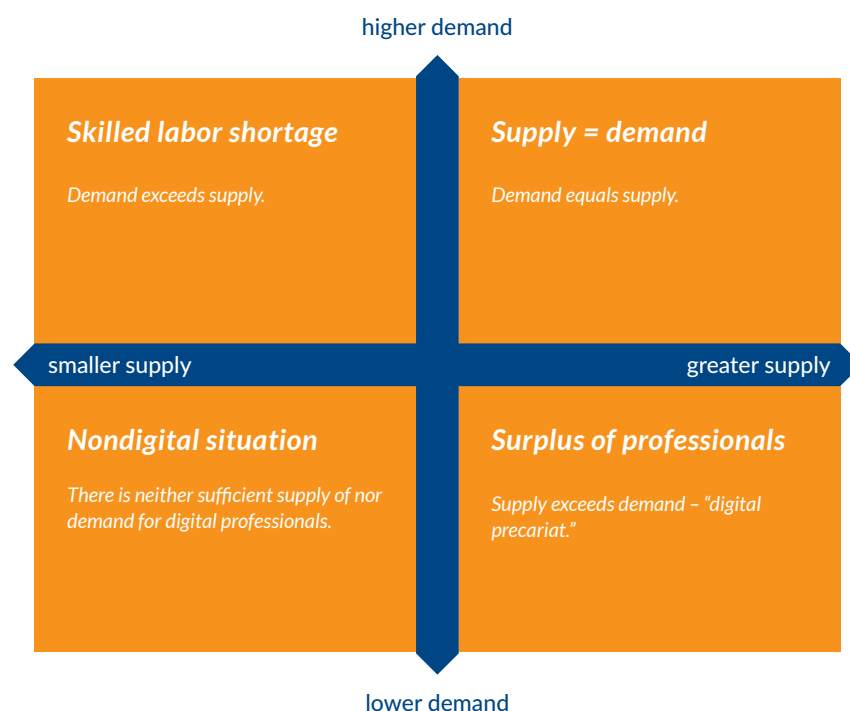 higher demand
Skilled labor shortage
Demand exceeds supply.
Supply = demand
Demand equals supply.
smaller supply
greater supply
Nondigital situation
There is neither sufficient supply of nor
demand for digital professionals.
Surplus of professionals
Supply exceeds demand – “digital
precariat.”
lower demand